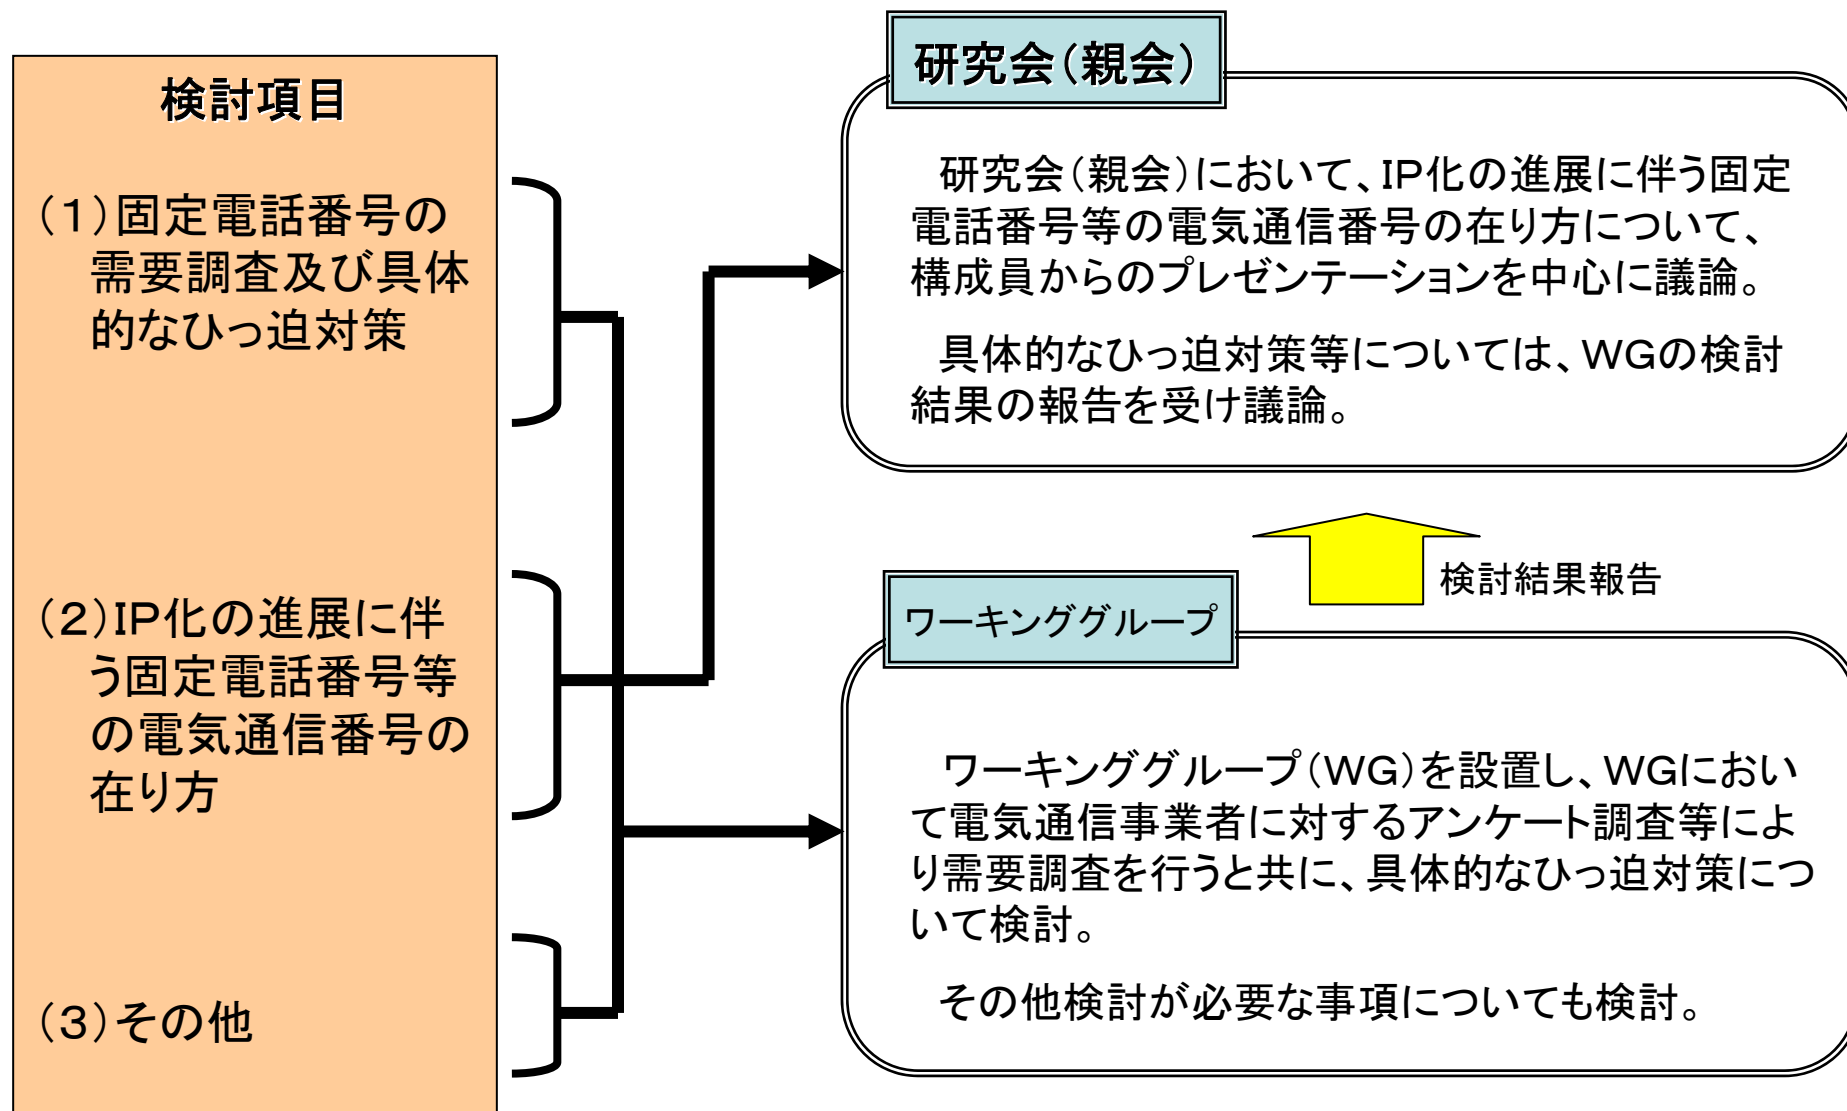 検討項目
（１）固定電話番号の
需要調査及び具体
的なひっ迫対策
（２）IP化の進展に伴
う固定電話番号等
の電気通信番号の
在り方
（３）その他
研究会（親会）
研究会（親会）において、IP化の進展に伴う固定
電話番号等の電気通信番号の在り方について、
構成員からのプレゼンテーションを中心に議論。
具体的なひっ迫対策等については、WGの検討
結果の報告を受け議論。
検討結果報告
ワーキンググループ
ワーキンググループ（WG）を設置し、WGにおい
て電気通信事業者に対するアンケート調査等によ
り需要調査を行うと共に、具体的なひっ迫対策につ
いて検討。
その他検討が必要な事項についても検討。